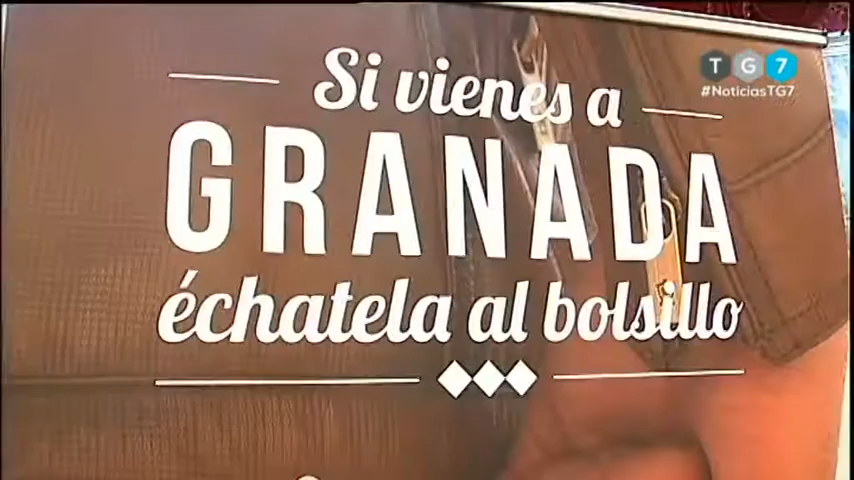 TG7
#NoticiasTG7
Si vienes a
GRANADA
échatela al bolsillo